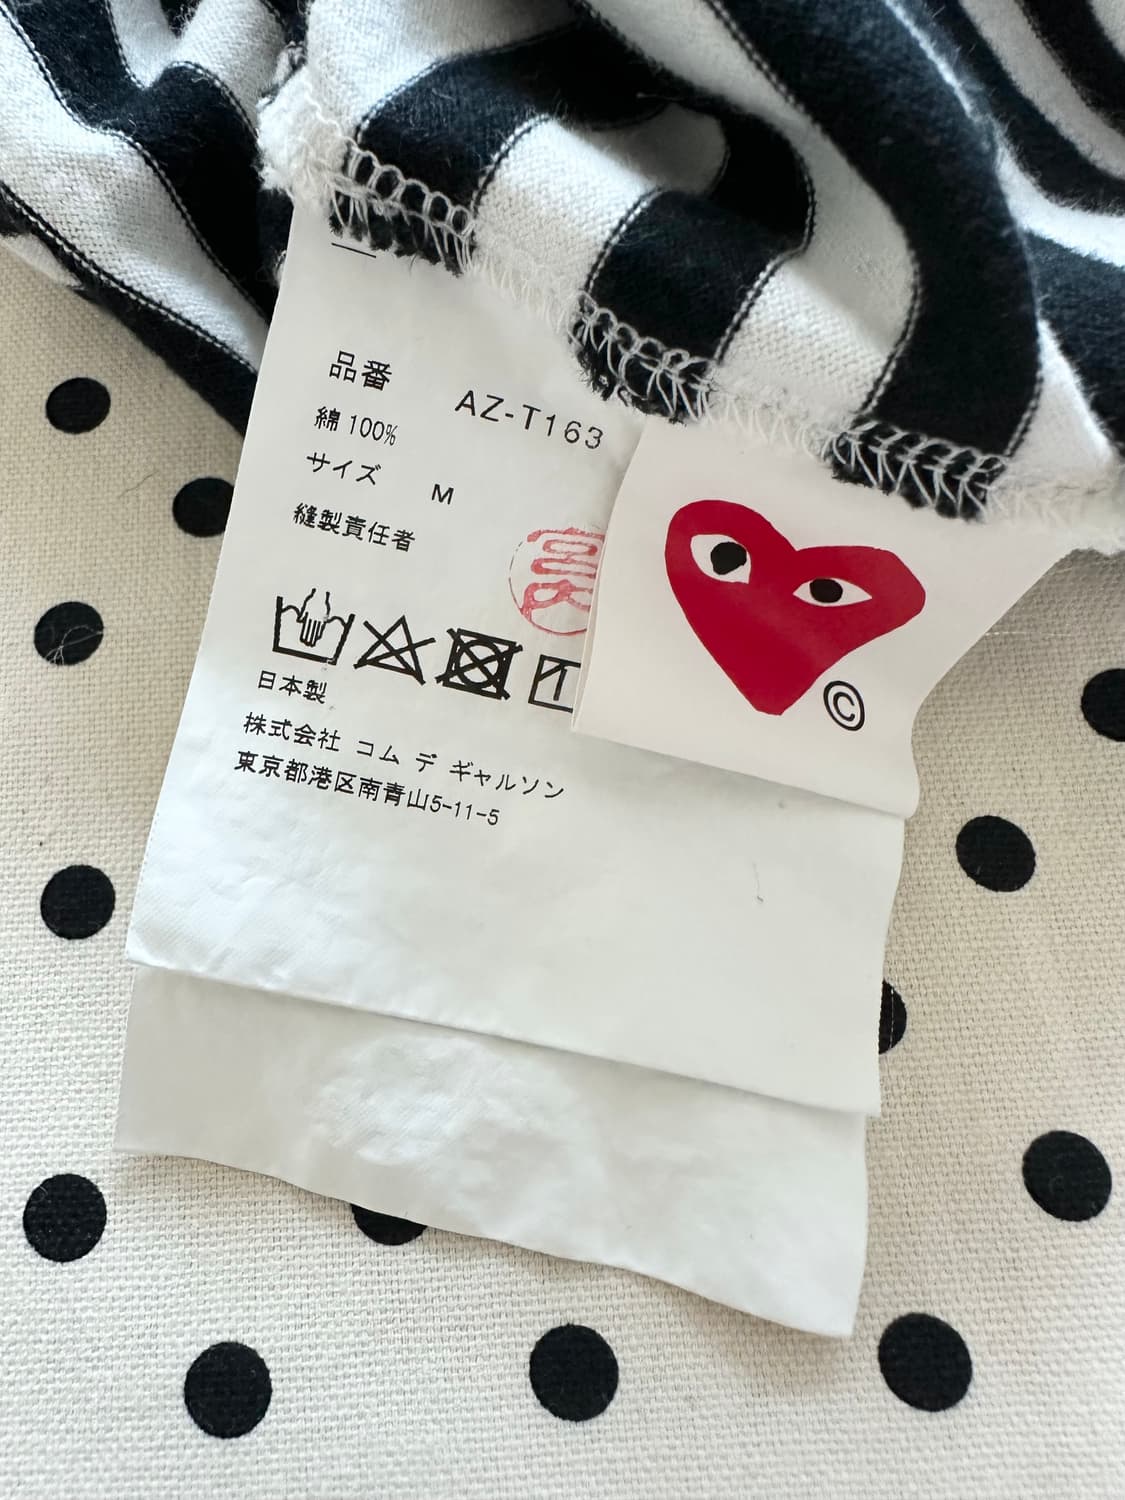 品番 AZ-T163
綿 100%
サイズ M
縫製責任者
日本製
株式会社 コム デ ギャルソン
東京都港区南青山5-11-5
©